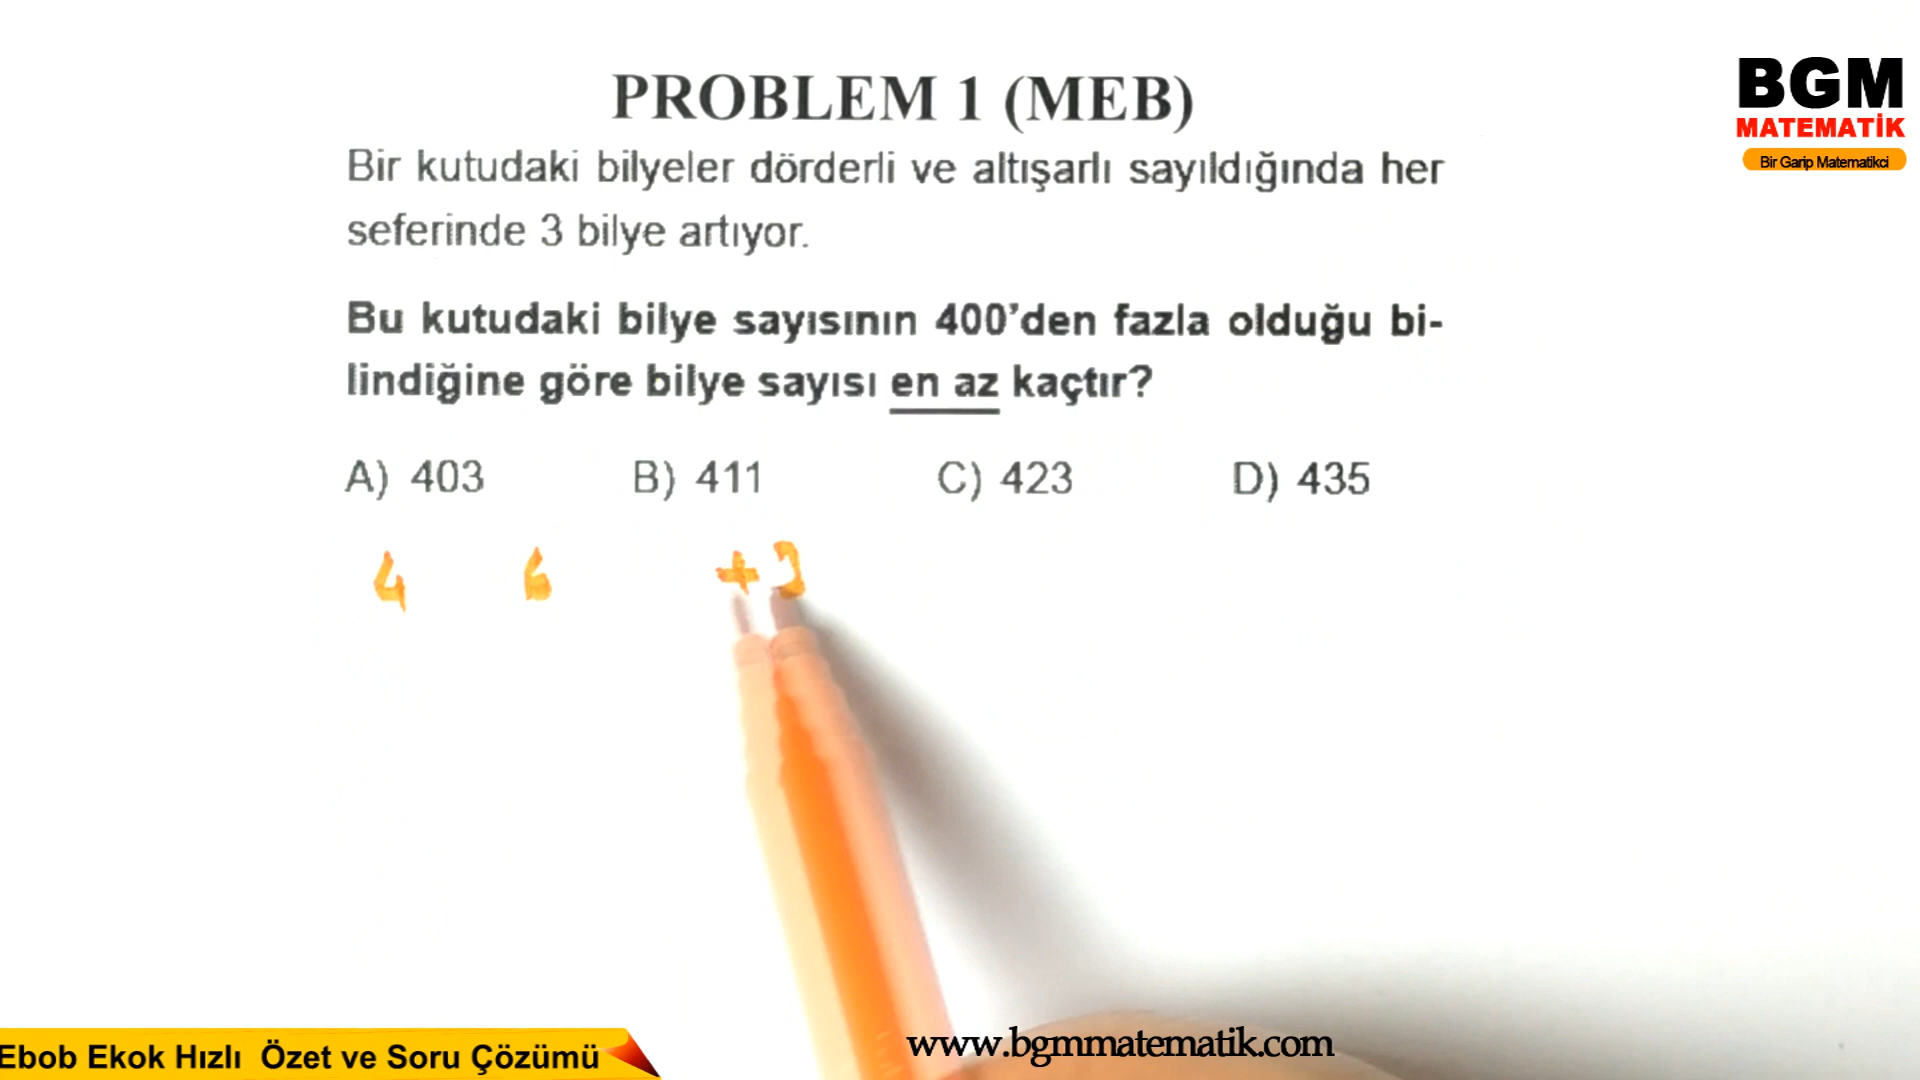 PROBLEM 1 (MEB)
BGM
MATEMATİK
Bir Garip Matematikci
Bir kutudaki bilyeler dörderli ve altışarlı sayıldığında her
seferinde 3 bilye artıyor.
Bu kutudaki bilye sayısının 400'den fazla olduğu bi-
lindiğine göre bilye sayısı en az kaçtır?
A) 403 B) 411 C) 423 D) 435
4 6 +3
Ebob Ekok Hızlı Özet ve Soru Çözümü
www.bgmmatematik.com